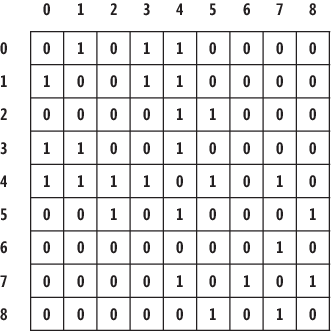 0 1 2 3 4 5 6 7 8
0 0 1 0 1 1 0 0 0 0
1 1 0 0 1 1 0 0 0 0
2 0 0 0 0 1 1 0 0 0
3 1 1 0 0 1 0 0 0 0
4 1 1 1 1 0 1 0 1 0
5 0 0 1 0 1 0 0 0 1
6 0 0 0 0 0 0 0 1 0
7 0 0 0 0 1 0 1 0 1
8 0 0 0 0 0 1 0 1 0